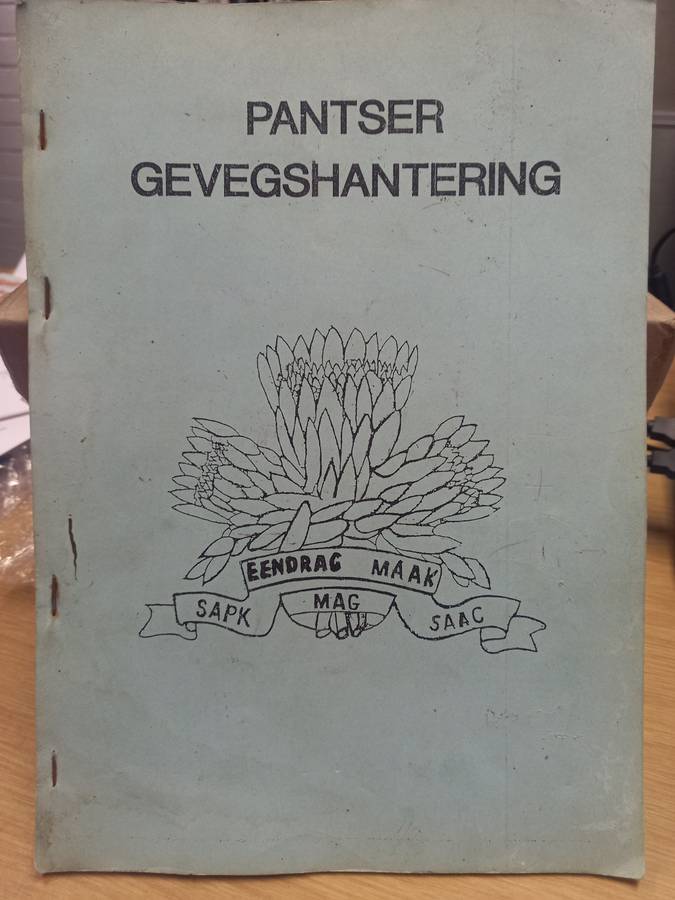 PANTSER
GEVEGSHANTERING
EENDRAG MAAK
SAPK MAG SAAC